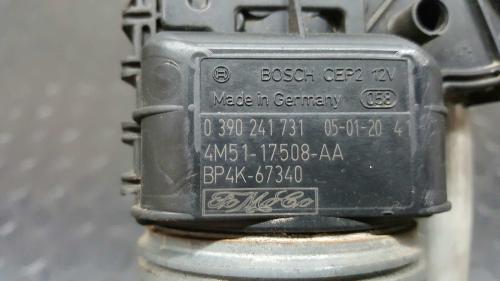 BOSCH CEP2 12V
Made in Germany 058
0 390 241 731 05-01-20 41
4M51-17508-AA
BP4K-67340
FoMoCo